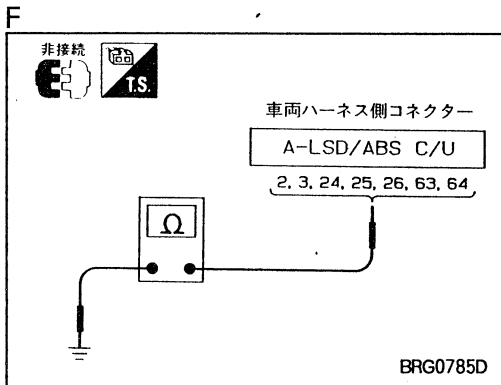 F
非接続
T.S.
車両ハーネス側コネクター
A-LSD/ABS C/U
2, 3, 24, 25, 26, 63, 64
Ω
BRG0785D